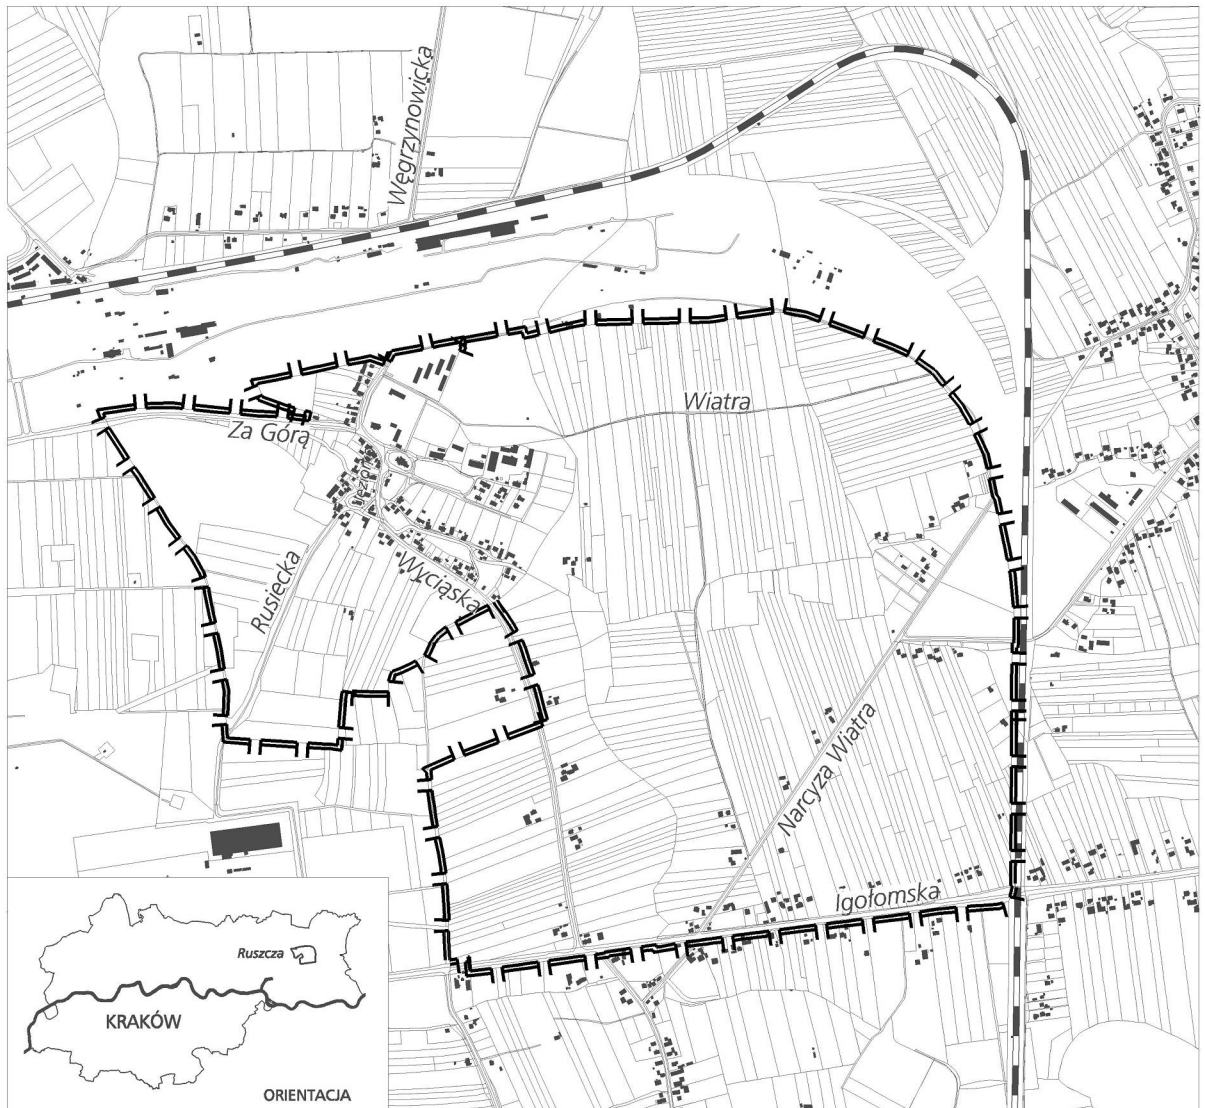 Węgrzynowicka
Wiatra
Za Górą
Rusiecka
Wyciąska
Narcyza Wiatra
Igołomska
Ruszcza
KRAKÓW
ORIENTACJA